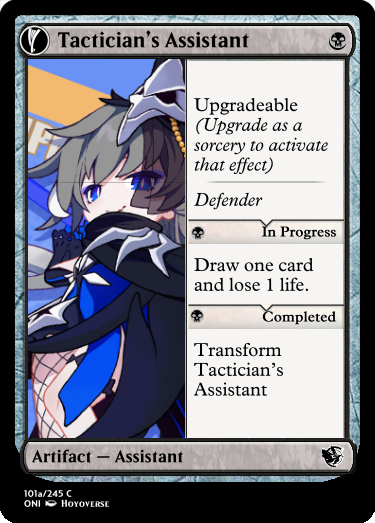 Tactician's Assistant
Upgradeable
(Upgrade as a
sorcery to activate
that effect)
Defender
In Progress
Draw one card
and lose 1 life.
Completed
Transform
Tactician's
Assistant
Artifact — Assistant
101a/245 C
ONI HOYOVERSE